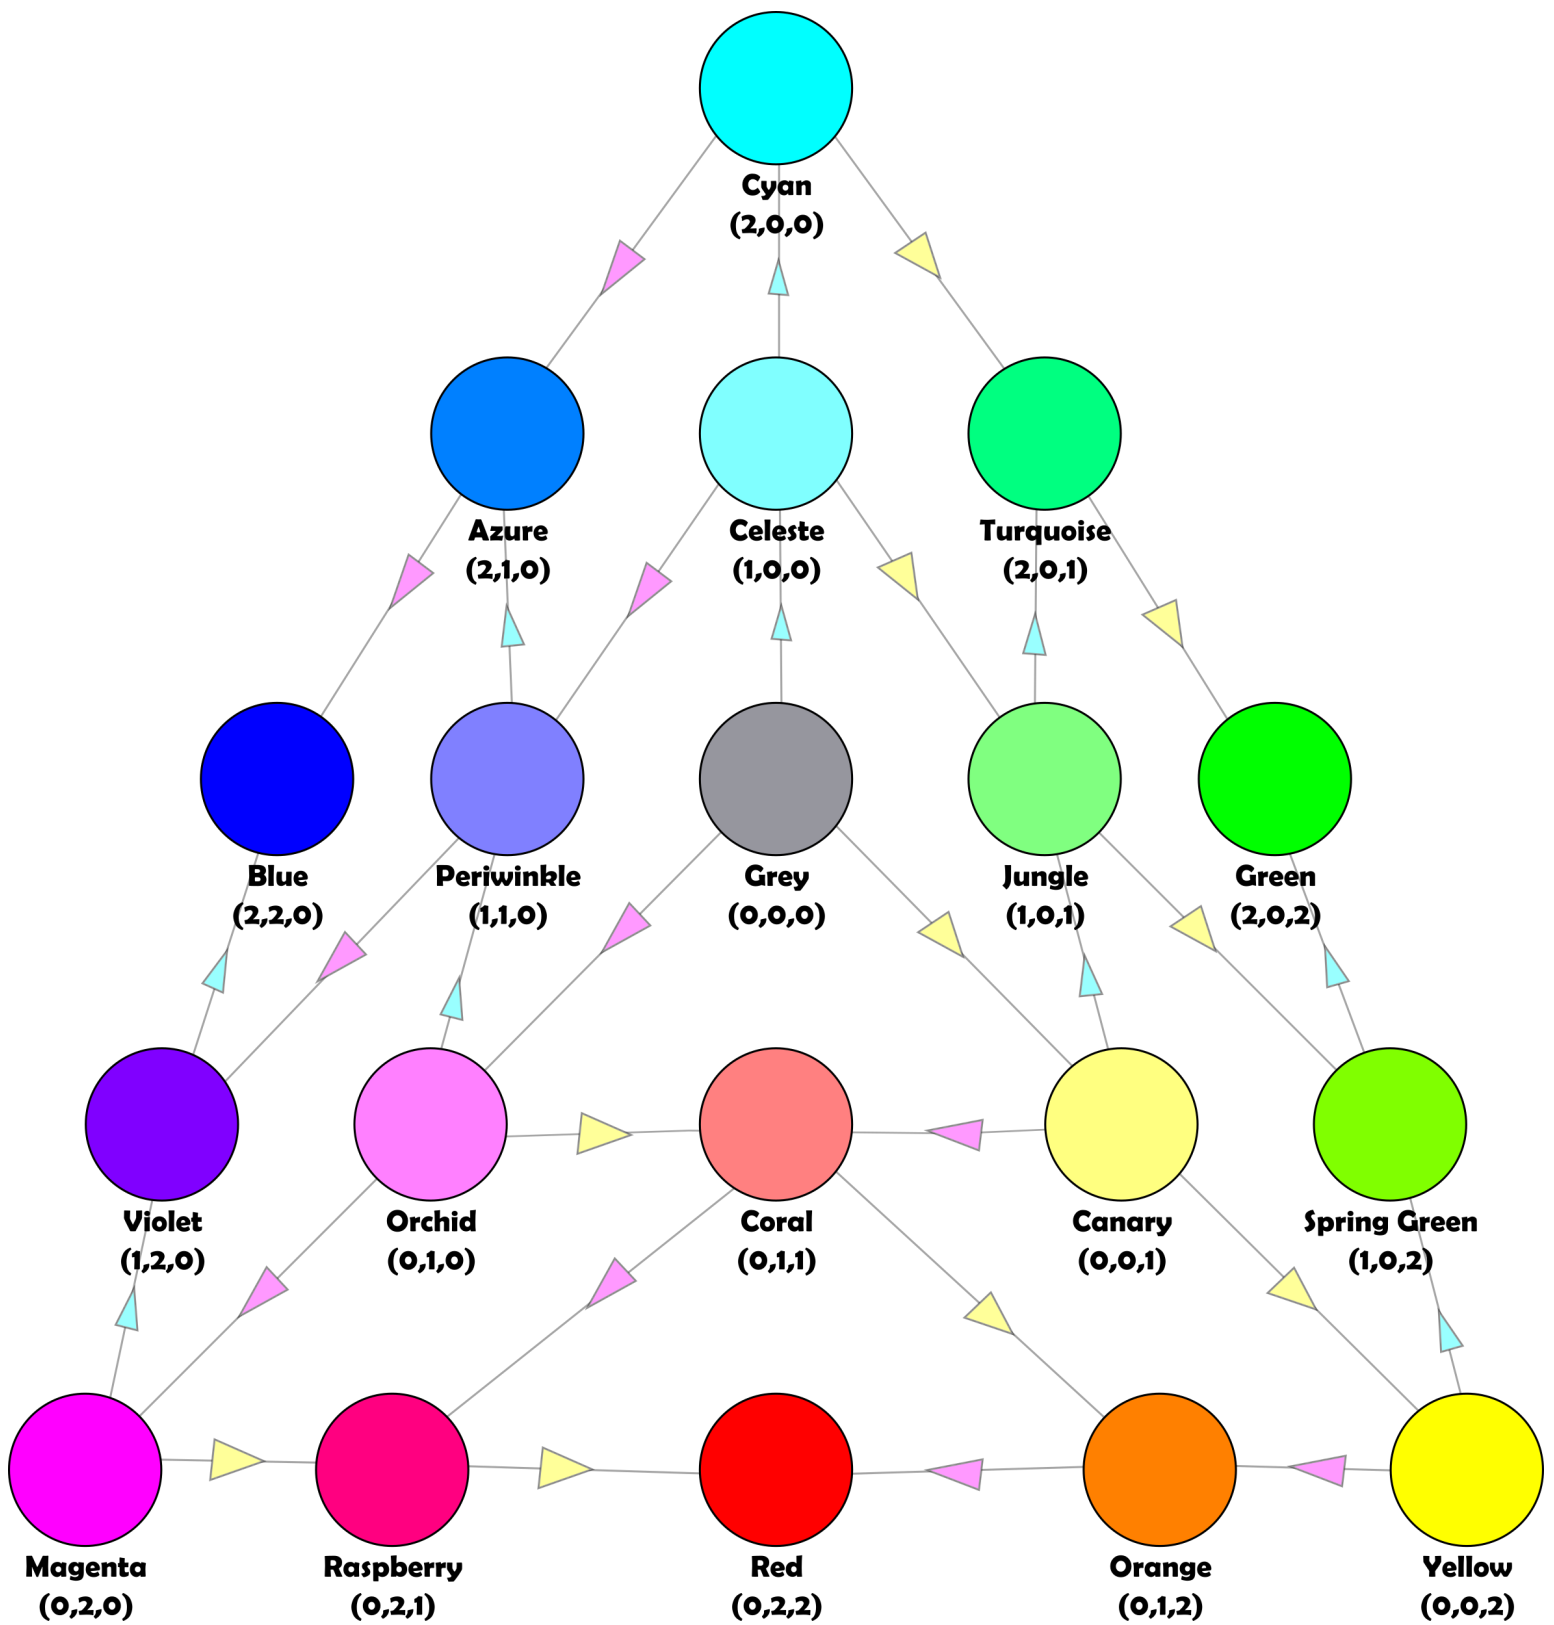 Cyan
(2,0,0)
Azure
(2,1,0)
Celeste
(1,0,0)
Turquoise
(2,0,1)
Blue
(2,2,0)
Periwinkle
(1,1,0)
Grey
(0,0,0)
Jungle
(1,0,1)
Green
(2,0,2)
Violet
(1,2,0)
Orchid
(0,1,0)
Coral
(0,1,1)
Canary
(0,0,1)
Spring Green
(1,0,2)
Magenta
(0,2,0)
Raspberry
(0,2,1)
Red
(0,2,2)
Orange
(0,1,2)
Yellow
(0,0,2)